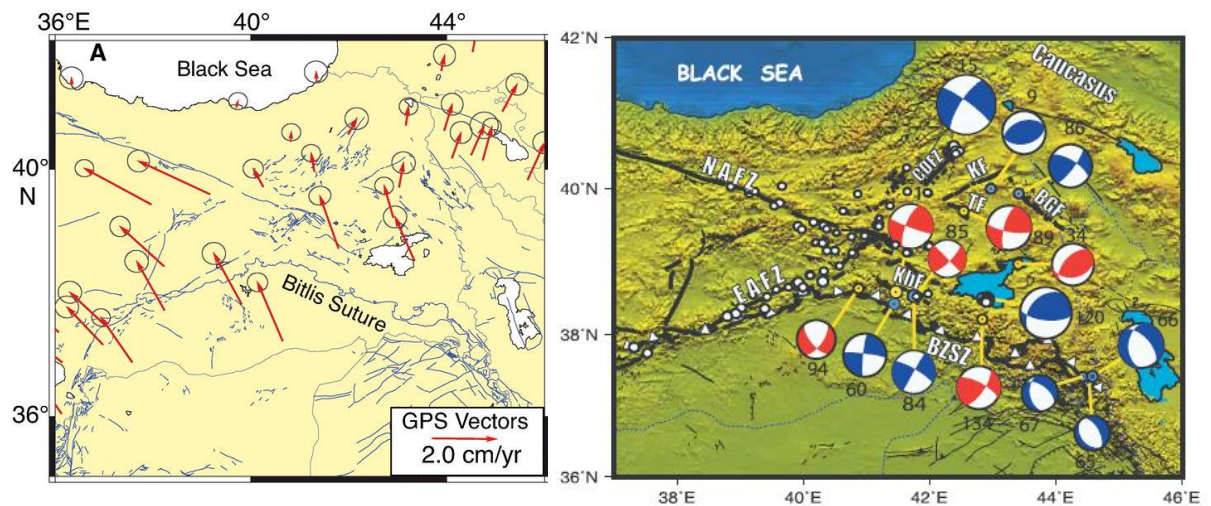 36°E
40°
44°
A
Black Sea
40°
N
Bitlis Suture
36°
GPS Vectors
2.0 cm/yr
42°N
40°N
38°N
36°N
BLACK SEA
Caucasus
15
9
86
CDFZ
KF
N.A.F.Z
TF
BGF
85
89
34
KhF
E.A.F.Z
120
66
BZSZ
94
60
84
134
67
65
38°E
40°E
42°E
44°E
46°E